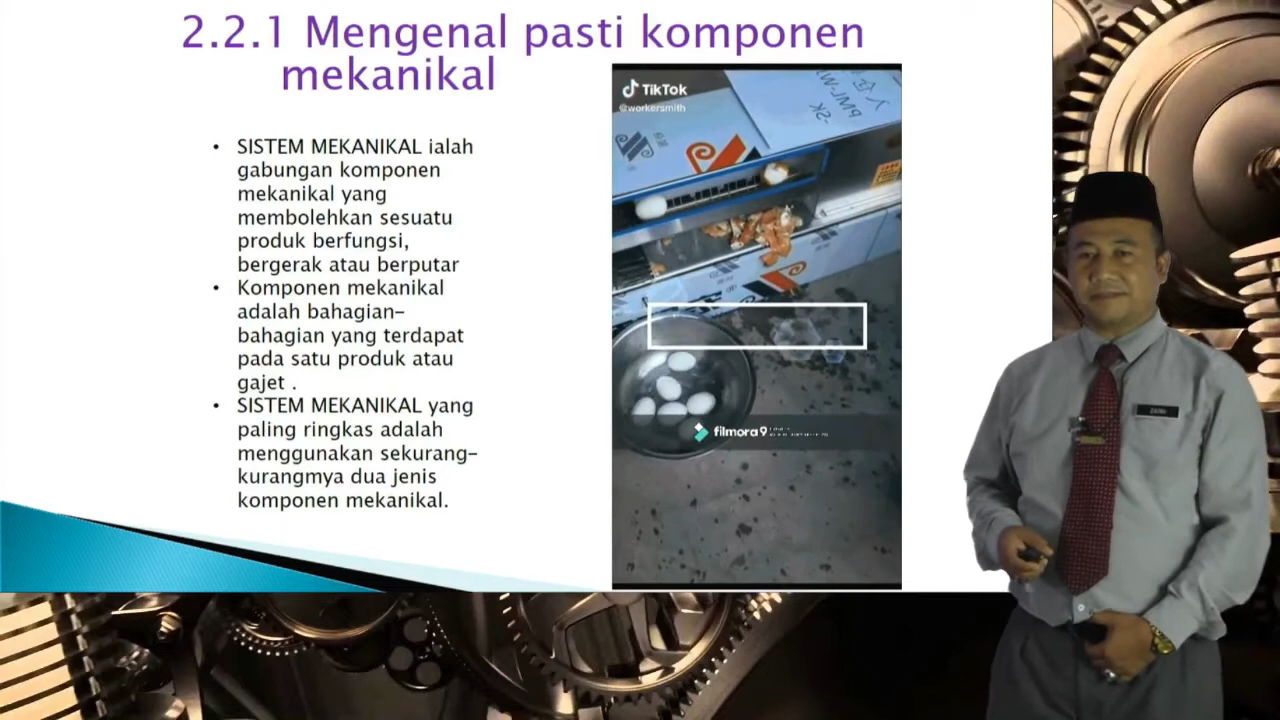 2.2.1 Mengenal pasti komponen
mekanikal
• SISTEM MEKANIKAL ialah
gabungan komponen
mekanikal yang
membolehkan sesuatu
produk berfungsi,
bergerak atau berputar
• Komponen mekanikal
adalah bahagian-
bahagian yang terdapat
pada satu produk atau
gajet .
• SISTEM MEKANIKAL yang
paling ringkas adalah
menggunakan sekurang-
kurangmya dua jenis
komponen mekanikal.
TikTok
@workersmith
filmora9